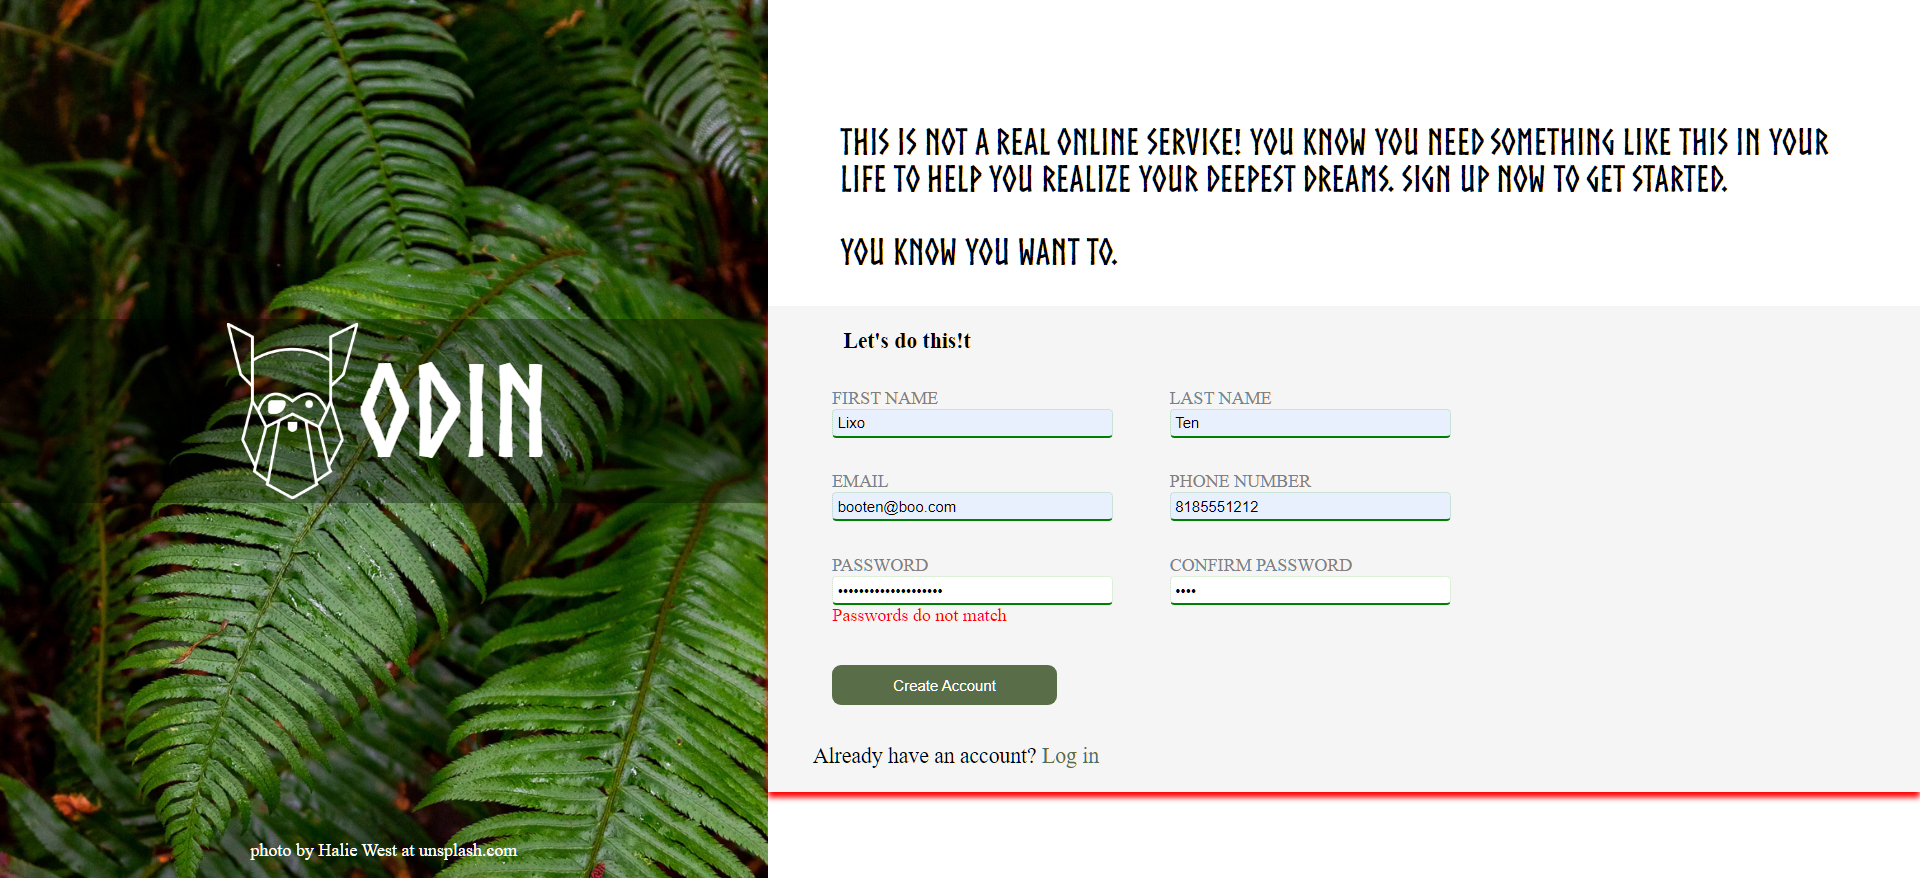 THIS IS NOT A REAL ONLINE SERVICE! YOU KNOW YOU NEED SOMETHING LIKE THIS IN YOUR
LIFE TO HELP YOU REALIZE YOUR DEEPEST DREAMS. SIGN UP NOW TO GET STARTED.
YOU KNOW YOU WANT TO.
ODIN
photo by Halie West at unsplash.com
Let's do this!t
FIRST NAME
Lixo
LAST NAME
Ten
EMAIL
booten@boo.com
PHONE NUMBER
8185551212
PASSWORD
••••••••••••••••••••
Passwords do not match
CONFIRM PASSWORD
••••
Create Account
Already have an account? Log in